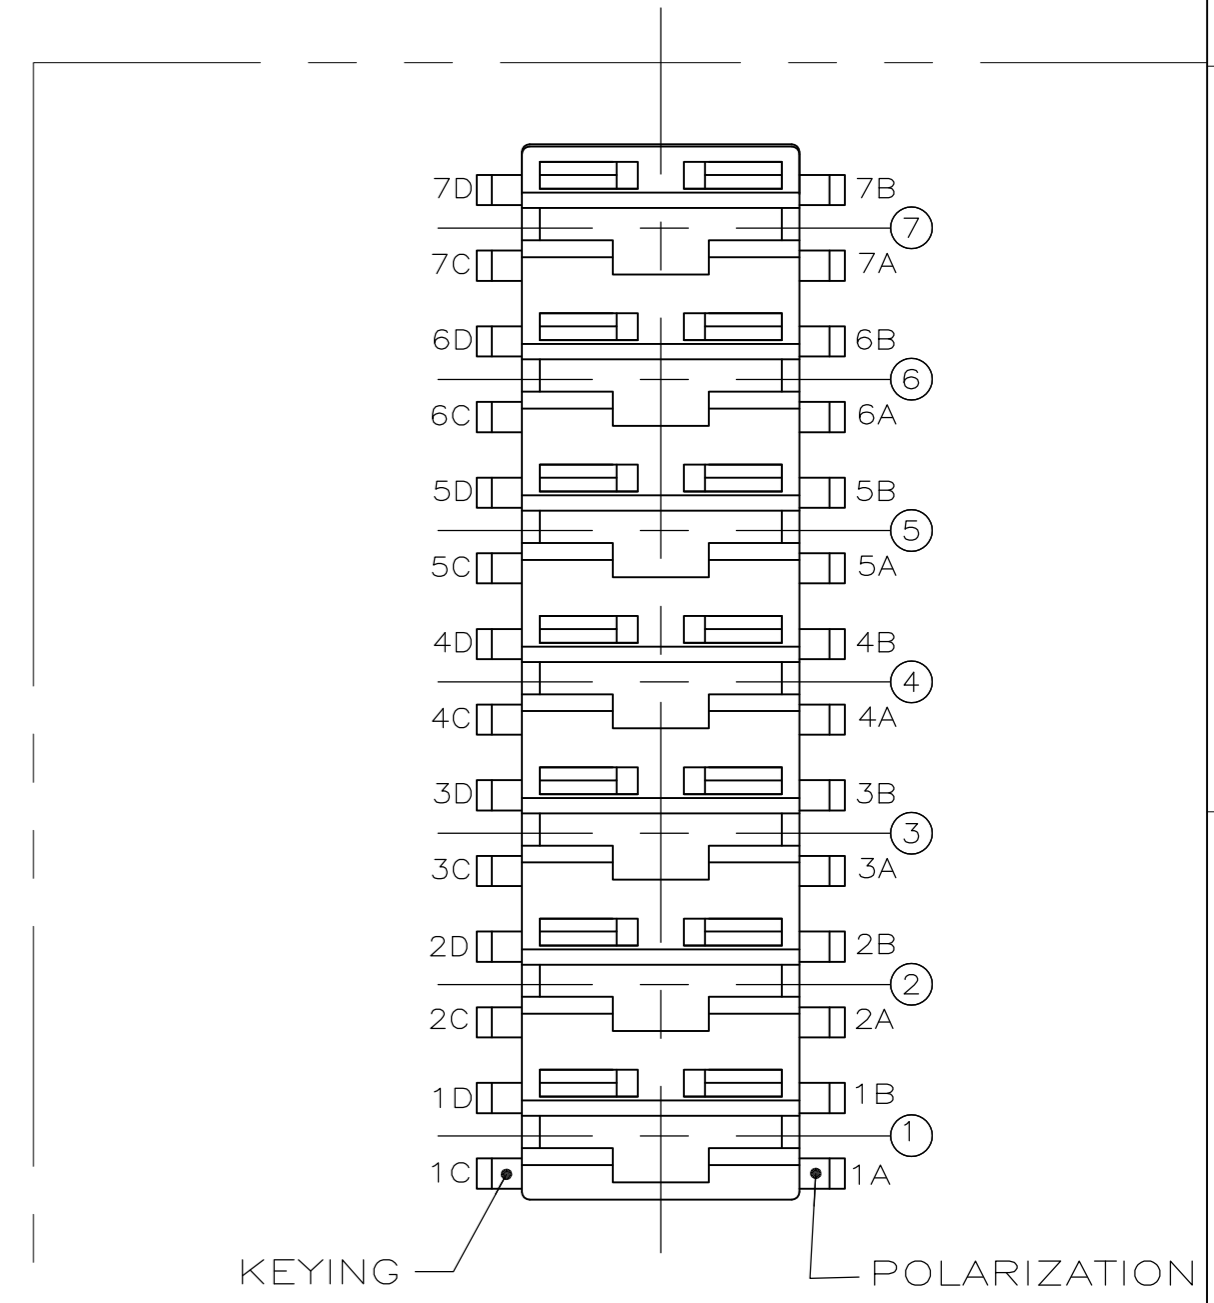 7D 7B
7
7C 7A
6D 6B
6
6C 6A
5D 5B
5
5C 5A
4D 4B
4
4C 4A
3D 3B
3
3C 3A
2D 2B
2
2C 2A
1D 1B
1
1C 1A
KEYING POLARIZATION